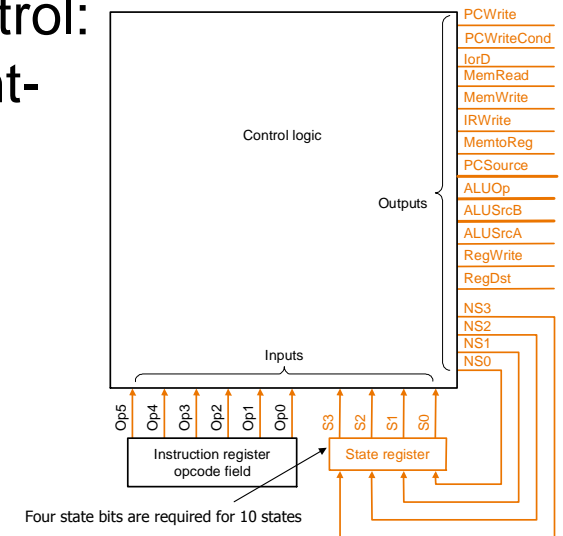 trol:
nt-
Control logic
Outputs
Inputs
PCWrite
PCWriteCond
IorD
MemRead
MemWrite
IRWrite
MemtoReg
PCSource
ALUOp
ALUSrcB
ALUSrcA
RegWrite
RegDst
NS3
NS2
NS1
NS0
Op5
Op4
Op3
Op2
Op1
Op0
S3
S2
S1
S0
Instruction register
opcode field
State register
Four state bits are required for 10 states